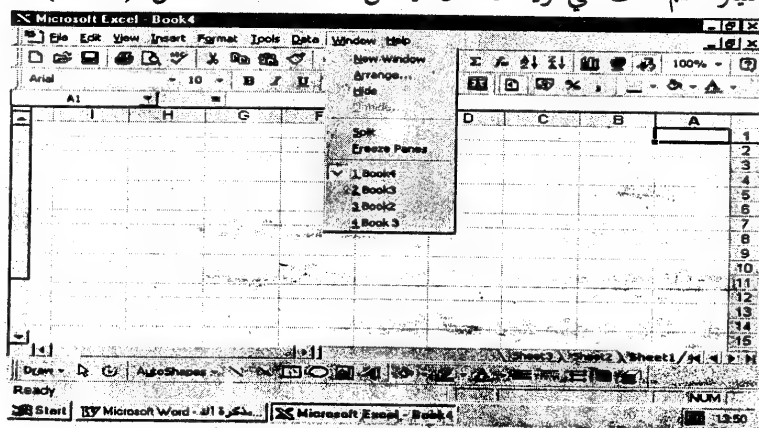 Microsoft Excel - Book4
File Edit View Insert Format Tools Data Window Help
New Window
Arial 10 B I U Arrange... 100%
Hide
A1 =
I H G F D C B A
Split
Freeze Panes
1 Book4
2 Book3
3 Book2
4 Book 3
1
2
3
4
5
6
7
8
9
10
11
12
13
14
15
Sheet3 Sheet2 Sheet1
Draw AutoShapes
Ready NUM
Start Microsoft Word - مذكرة ال... Microsoft Excel - Book4 12:50